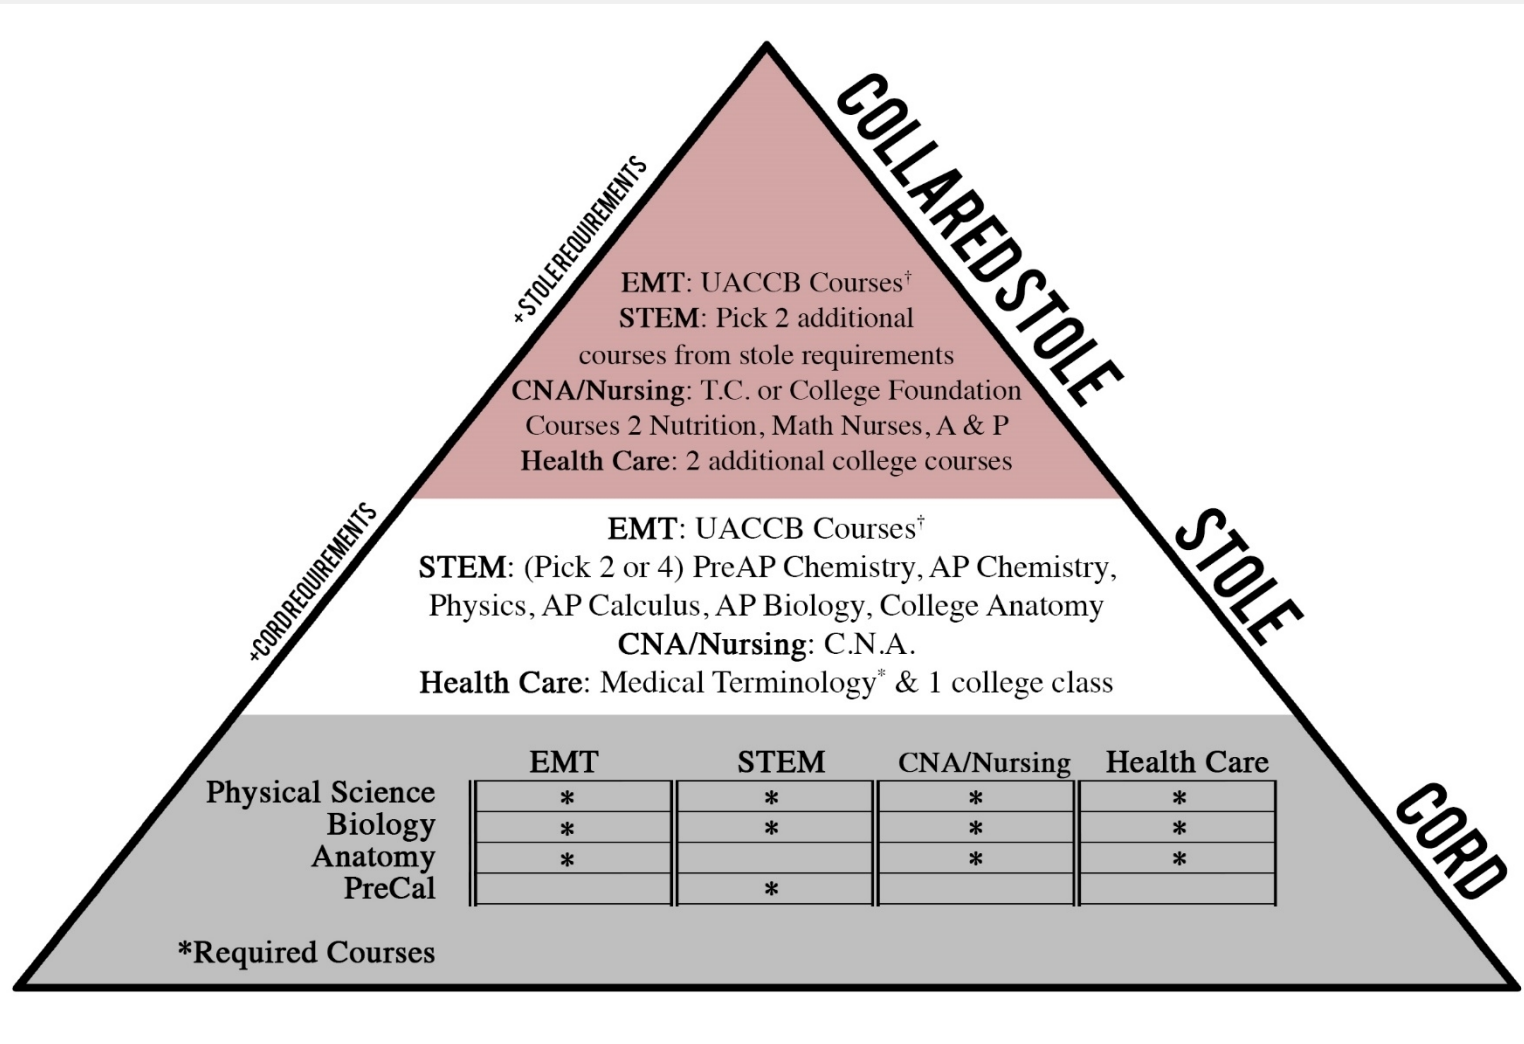 COLLARED STOLE
+STOLE REQUIREMENTS
EMT: UACCB Courses†
STEM: Pick 2 additional
courses from stole requirements
CNA/Nursing: T.C. or College Foundation
Courses 2 Nutrition, Math Nurses, A & P
Health Care: 2 additional college courses
STOLE
+CORD REQUIREMENTS
EMT: UACCB Courses†
STEM: (Pick 2 or 4) PreAP Chemistry, AP Chemistry,
Physics, AP Calculus, AP Biology, College Anatomy
CNA/Nursing: C.N.A.
Health Care: Medical Terminology* & 1 college class
CORD
EMT STEM CNA/Nursing Health Care
Physical Science * * * *
Biology * * * *
Anatomy * * *
PreCal *
*Required Courses